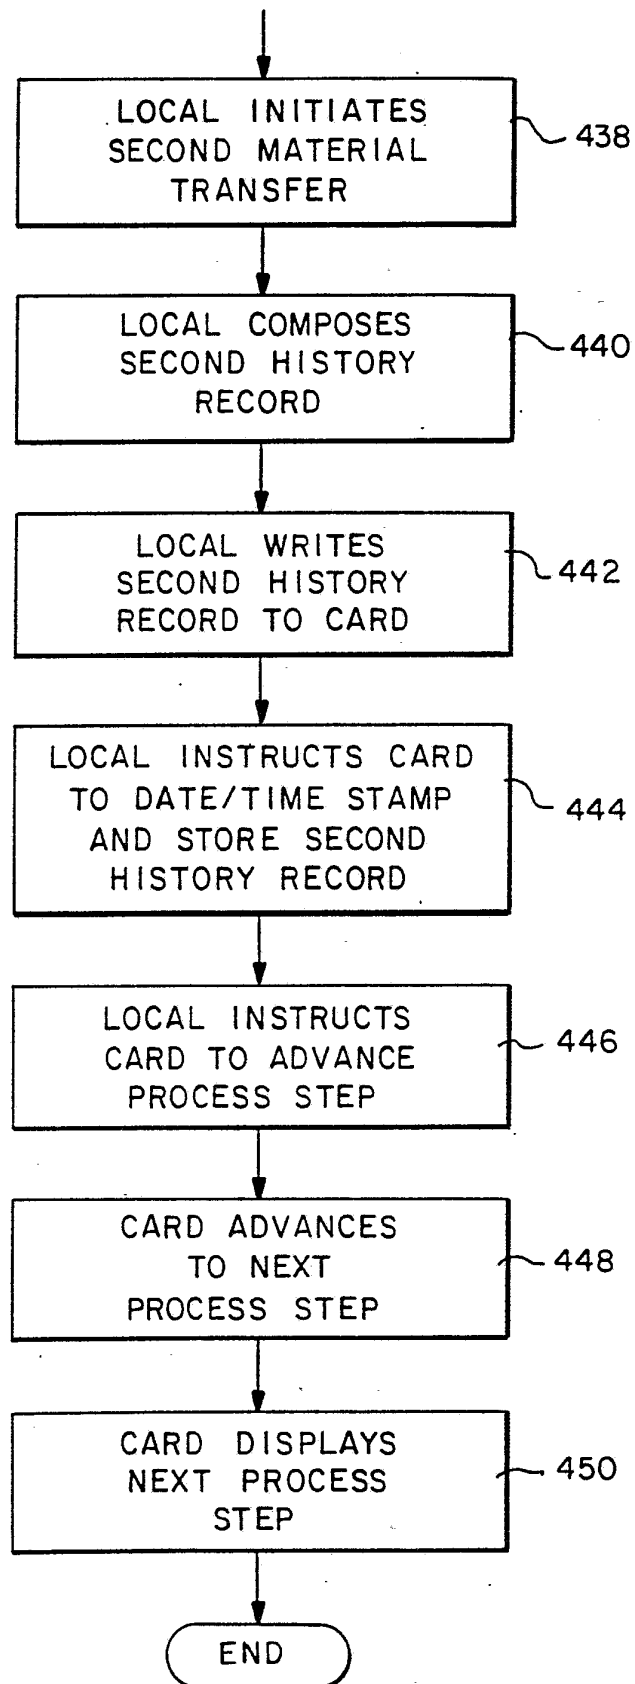 LOCAL INITIATES
SECOND MATERIAL
TRANSFER
438
LOCAL COMPOSES
SECOND HISTORY
RECORD
440
LOCAL WRITES
SECOND HISTORY
RECORD TO CARD
442
LOCAL INSTRUCTS CARD
TO DATE/TIME STAMP
AND STORE SECOND
HISTORY RECORD
444
LOCAL INSTRUCTS
CARD TO ADVANCE
PROCESS STEP
446
CARD ADVANCES
TO NEXT
PROCESS STEP
448
CARD DISPLAYS
NEXT PROCESS
STEP
450
END